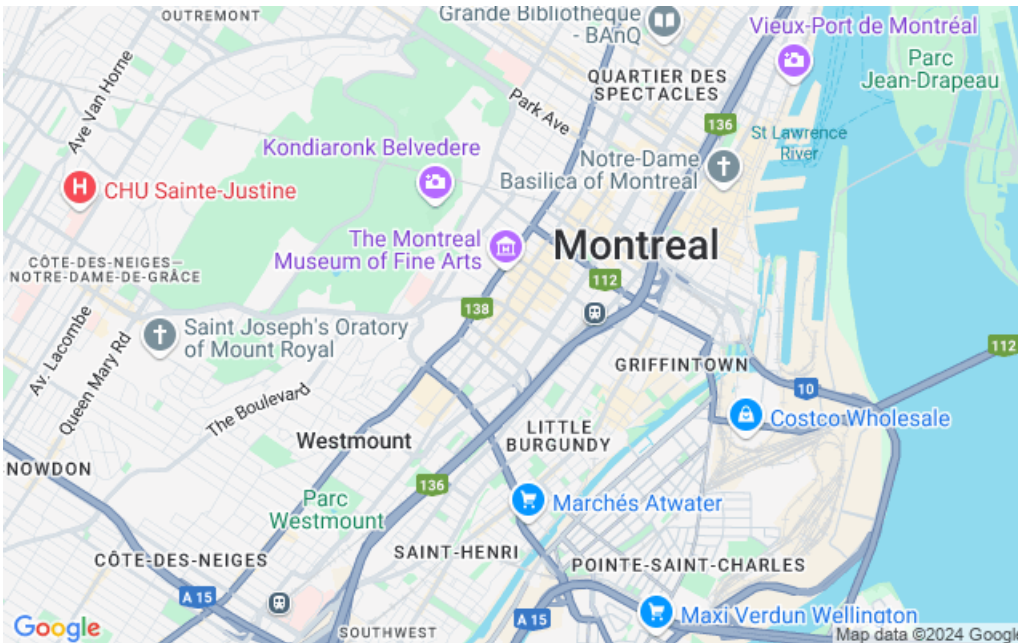 OUTREMONT
Grande Bibliothèque
- BAnQ
Vieux-Port de Montréal
Parc
Jean-Drapeau
Ave Van Horne
QUARTIER DES
SPECTACLES
Park Ave
136
St Lawrence
River
Kondiaronk Belvedere
Notre-Dame
Basilica of Montreal
H
CHU Sainte-Justine
The Montreal
Museum of Fine Arts
Montreal
CÔTE-DES-NEIGES—
NOTRE-DAME-DE-GRÂCE
112
138
Saint Joseph's Oratory
of Mount Royal
Av. Lacombe
Queen Mary Rd
112
GRIFFINTOWN
The Boulevard
10
Costco Wholesale
Westmount
LITTLE
BURGUNDY
NOWDON
136
Parc
Westmount
Marchés Atwater
SAINT-HENRI
CÔTE-DES-NEIGES
POINTE-SAINT-CHARLES
A 15
A 15
Maxi Verdun Wellington
Google
SOUTHWEST
Map data ©2024 Google